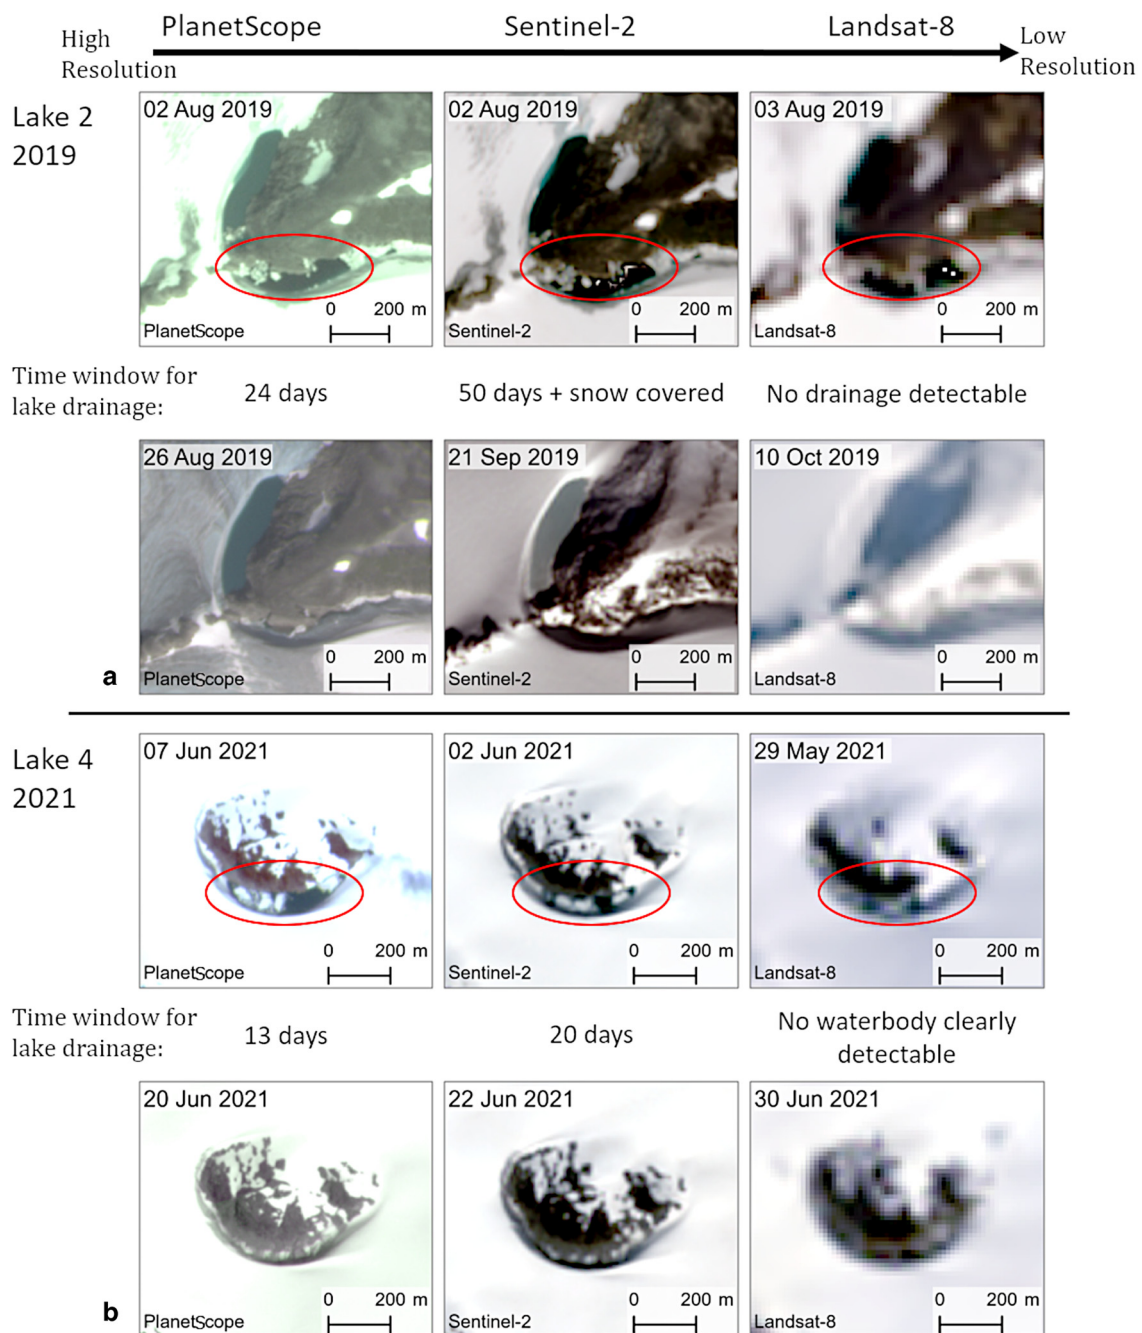 PlanetScope Sentinel-2 Landsat-8
High
Resolution
Low
Resolution
Lake 2
2019
02 Aug 2019
0 200 m
PlanetScope
02 Aug 2019
0 200 m
Sentinel-2
03 Aug 2019
0 200 m
Landsat-8
Time window for
lake drainage:
24 days
50 days + snow covered
No drainage detectable
26 Aug 2019
0 200 m
PlanetScope
21 Sep 2019
0 200 m
Sentinel-2
10 Oct 2019
0 200 m
Landsat-8
a
Lake 4
2021
07 Jun 2021
0 200 m
PlanetScope
02 Jun 2021
0 200 m
Sentinel-2
29 May 2021
0 200 m
Landsat-8
Time window for
lake drainage:
13 days
20 days
No waterbody clearly
detectable
20 Jun 2021
0 200 m
PlanetScope
22 Jun 2021
0 200 m
Sentinel-2
30 Jun 2021
0 200 m
Landsat-8
b